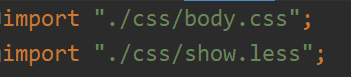 import "./css/body.css";
import "./css/show.less";